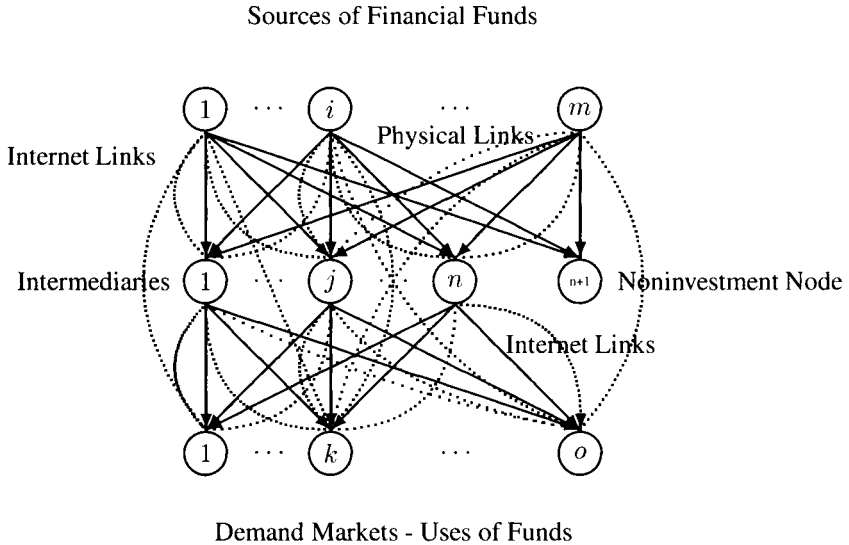 Sources of Financial Funds
1 ··· i ··· m
Physical Links
Internet Links
Intermediaries 1 ··· j ··· n n+1 Noninvestment Node
Internet Links
1 ··· k ··· o
Demand Markets - Uses of Funds